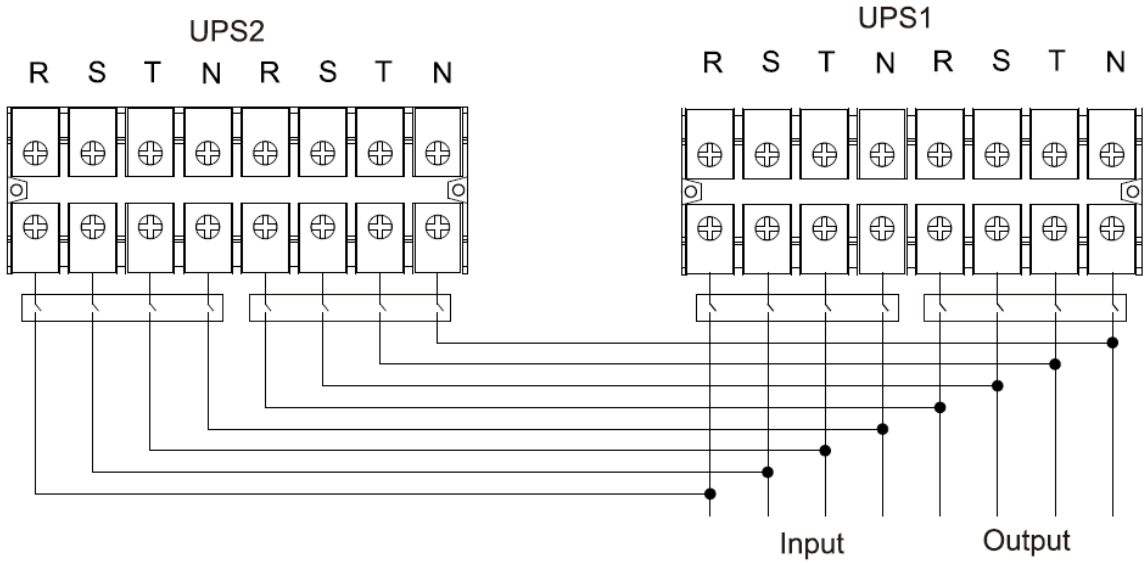 UPS2
UPS1
R S T N R S T N
R S T N R S T N
Input
Output